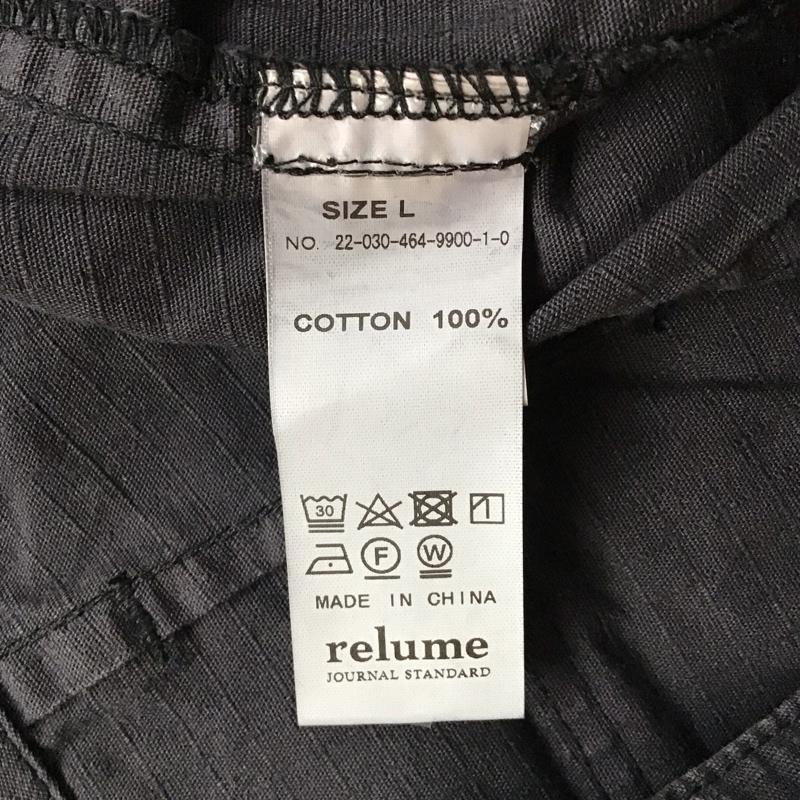 SIZE L
NO. 22-030-464-9900-1-0
COTTON 100%
30
F W
MADE IN CHINA
relume
JOURNAL STANDARD